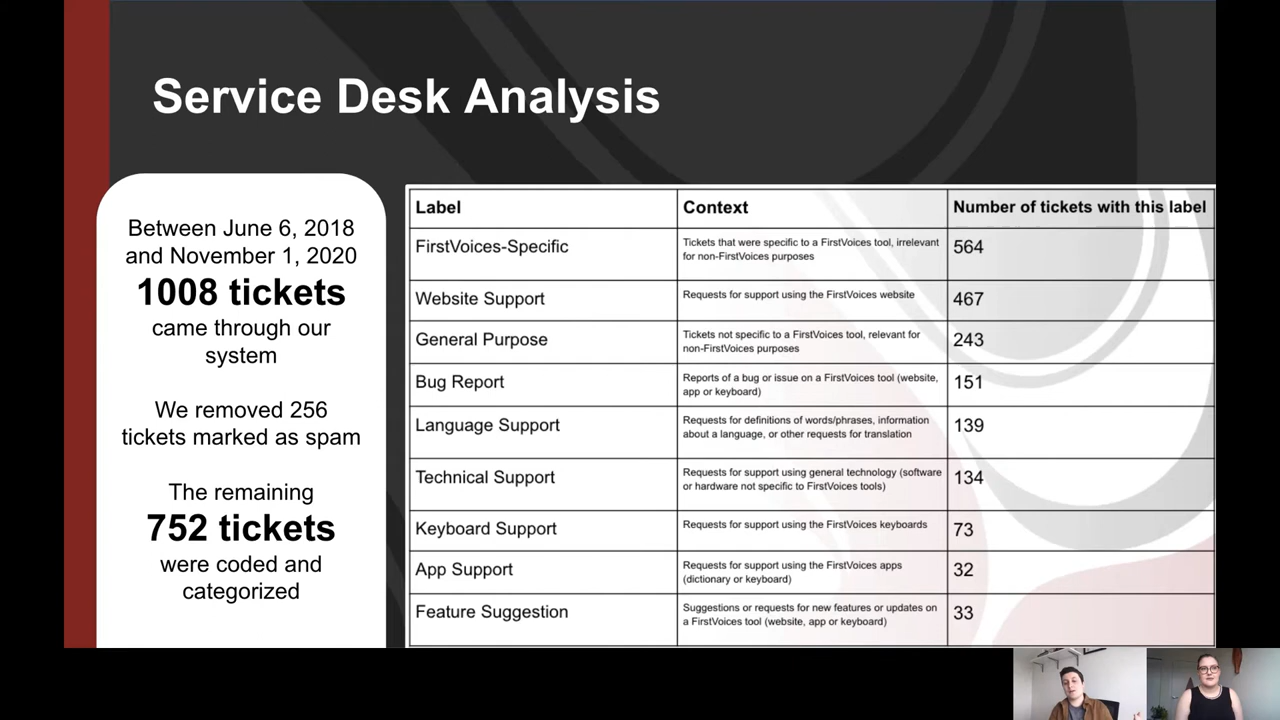 Service Desk Analysis
Between June 6, 2018
and November 1, 2020
1008 tickets
came through our
system
We removed 256
tickets marked as spam
The remaining
752 tickets
were coded and
categorized
Label
Context
Number of tickets with this label
FirstVoices-Specific
Tickets that were specific to a FirstVoices tool, irrelevant
for non-FirstVoices purposes
564
Website Support
Requests for support using the FirstVoices website
467
General Purpose
Tickets not specific to a FirstVoices tool, relevant for
non-FirstVoices purposes
243
Bug Report
Reports of a bug or issue on a FirstVoices tool (website,
app or keyboard)
151
Language Support
Requests for definitions of words/phrases, information
about a language, or other requests for translation
139
Technical Support
Requests for support using general technology (software
or hardware not specific to FirstVoices tools)
134
Keyboard Support
Requests for support using the FirstVoices keyboards
73
App Support
Requests for support using the FirstVoices apps
(dictionary or keyboard)
32
Feature Suggestion
Suggestions or requests for new features or updates on
a FirstVoices tool (website, app or keyboard)
33